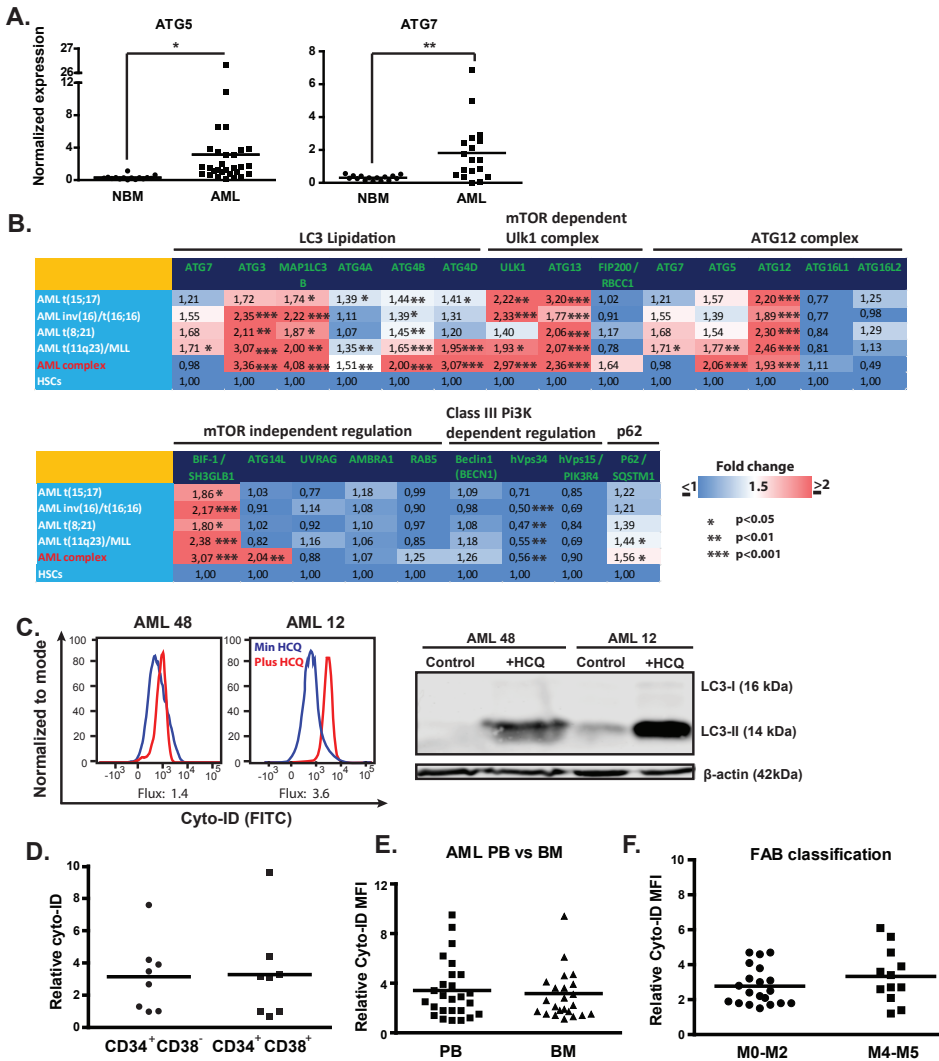 A.
ATG5
ATG7
Normalized expression
27
26
12
8
4
0
*
NBM
AML
8
6
4
2
0
**
NBM
AML
B.
LC3 Lipidation
mTOR dependent
Ulk1 complex
ATG12 complex
ATG7 ATG3 MAP1LC3 B ATG4A ATG4B ATG4D ULK1 ATG13 FIP200 / RBCC1 ATG7 ATG5 ATG12 ATG16L1 ATG16L2
AML t(15;17) 1,21 1,72 1,74 * 1,39 * 1,44 ** 1,41 * 2,22 ** 3,20 *** 1,02 1,21 1,57 2,20 *** 0,77 1,25
AML inv(16)/t(16;16) 1,55 2,35 *** 2,22 *** 1,11 1,39 * 1,01 2,33 *** 1,77 *** 0,91 1,55 1,39 1,89 *** 0,77 0,98
AML t(8;21) 1,68 2,11 ** 1,87 * 1,07 1,45 ** 1,20 1,40 2,06 *** 1,17 1,68 1,54 2,30 *** 0,84 1,29
AML t(11q23)/MLL 1,71 * 3,07 *** 2,00 ** 1,35 ** 1,65 *** 1,95 *** 1,93 * 2,07 *** 0,78 1,71 * 1,77 ** 2,46 *** 0,81 1,13
AML complex 0,98 3,36 *** 4,08 *** 1,51 ** 2,00 *** 3,07 *** 2,97 *** 2,36 *** 1,64 0,98 2,06 *** 1,93 *** 1,11 0,49
HSCs 1,00 1,00 1,00 1,00 1,00 1,00 1,00 1,00 1,00 1,00 1,00 1,00 1,00 1,00
mTOR independent regulation
Class III Pi3K
dependent regulation
p62
BIF-1 / SH3GLB1 ATG14L UVRAG AMBRA1 RAB5 Beclin1 (BECN1) hVps34 hVps15 / PIK3R4 P62 / SQSTM1
AML t(15;17) 1,86 * 1,03 0,77 1,18 0,99 1,09 0,71 0,85 1,22
AML inv(16)/t(16;16) 2,17 *** 0,91 1,14 1,08 0,90 0,98 0,50 *** 0,69 1,21
AML t(8;21) 1,80 * 1,02 0,92 1,10 0,97 1,08 0,47 ** 0,84 1,39
AML t(11q23)/MLL 2,38 *** 0,82 1,16 1,06 0,85 1,18 0,55 ** 0,69 1,44 *
AML complex 3,07 *** 2,04 ** 0,88 1,07 1,25 1,26 0,56 ** 0,90 1,56 *
HSCs 1,00 1,00 1,00 1,00 1,00 1,00 1,00 1,00 1,00
Fold change
≤1 1.5 ≥2
* p<0.05
** p<0.01
*** p<0.001
C.
AML 48
AML 12
Normalized to mode
100
80
60
40
20
0
-10³ 10³ 10⁴ 10⁵
Flux: 1.4
Min HCQ
Plus HCQ
100
80
60
40
20
0
-10³ 10³ 10⁴ 10⁵
Flux: 3.6
Cyto-ID (FITC)
AML 48 AML 12
Control +HCQ Control +HCQ
LC3-I (16 kDa)
LC3-II (14 kDa)
β-actin (42kDa)
D.
Relative cyto-ID
10
8
6
4
2
0
CD34⁺CD38⁻ CD34⁺CD38⁺
E.
AML PB vs BM
Relative Cyto-ID MFI
12
8
4
0
PB BM
F.
FAB classification
Relative Cyto-ID MFI
10
8
6
4
2
0
M0-M2 M4-M5